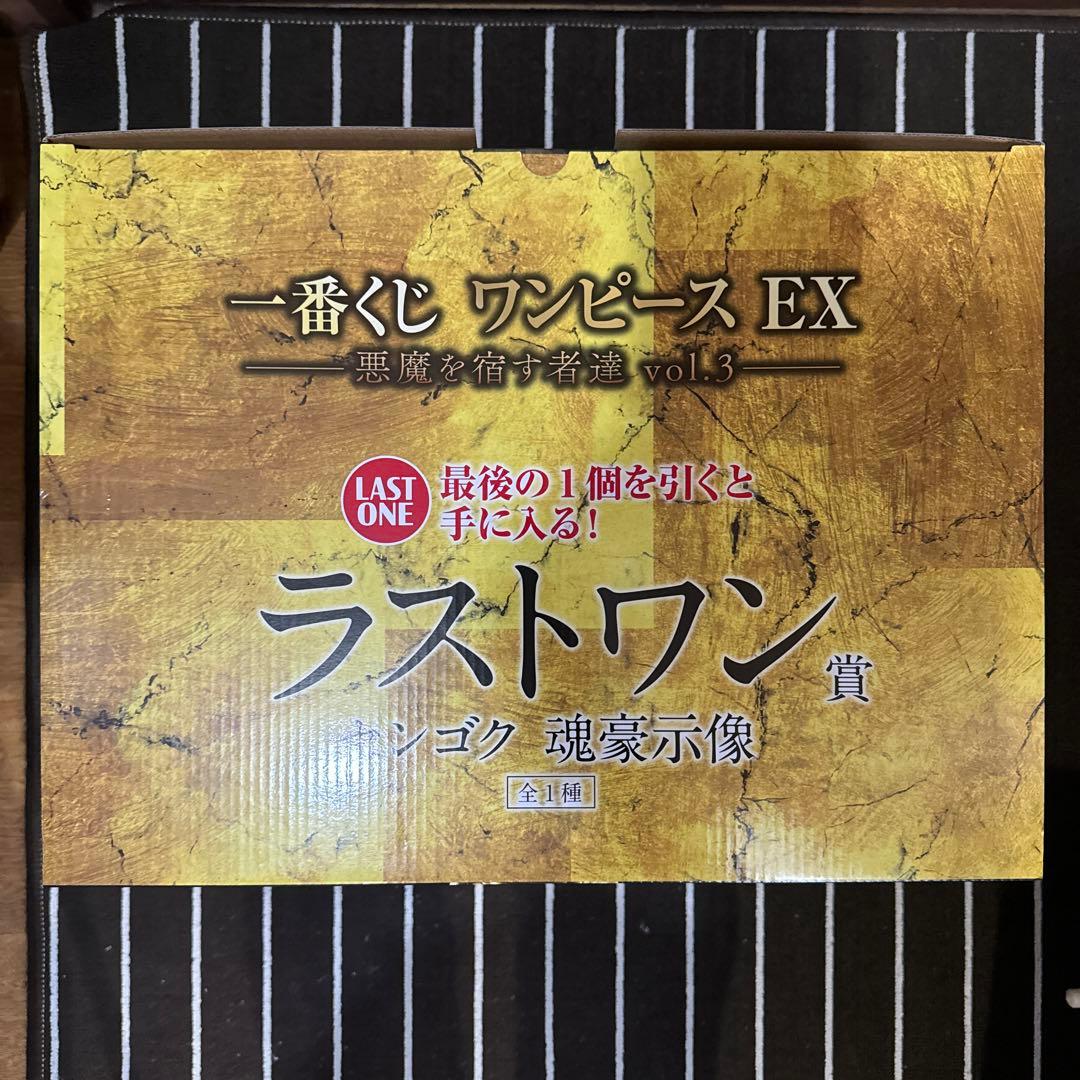 一番くじ ワンピース EX
悪魔を宿す者達 vol.3
LAST
ONE
最後の1個を引くと
手に入る!
ラストワン賞
シゴク 魂豪示像
全1種